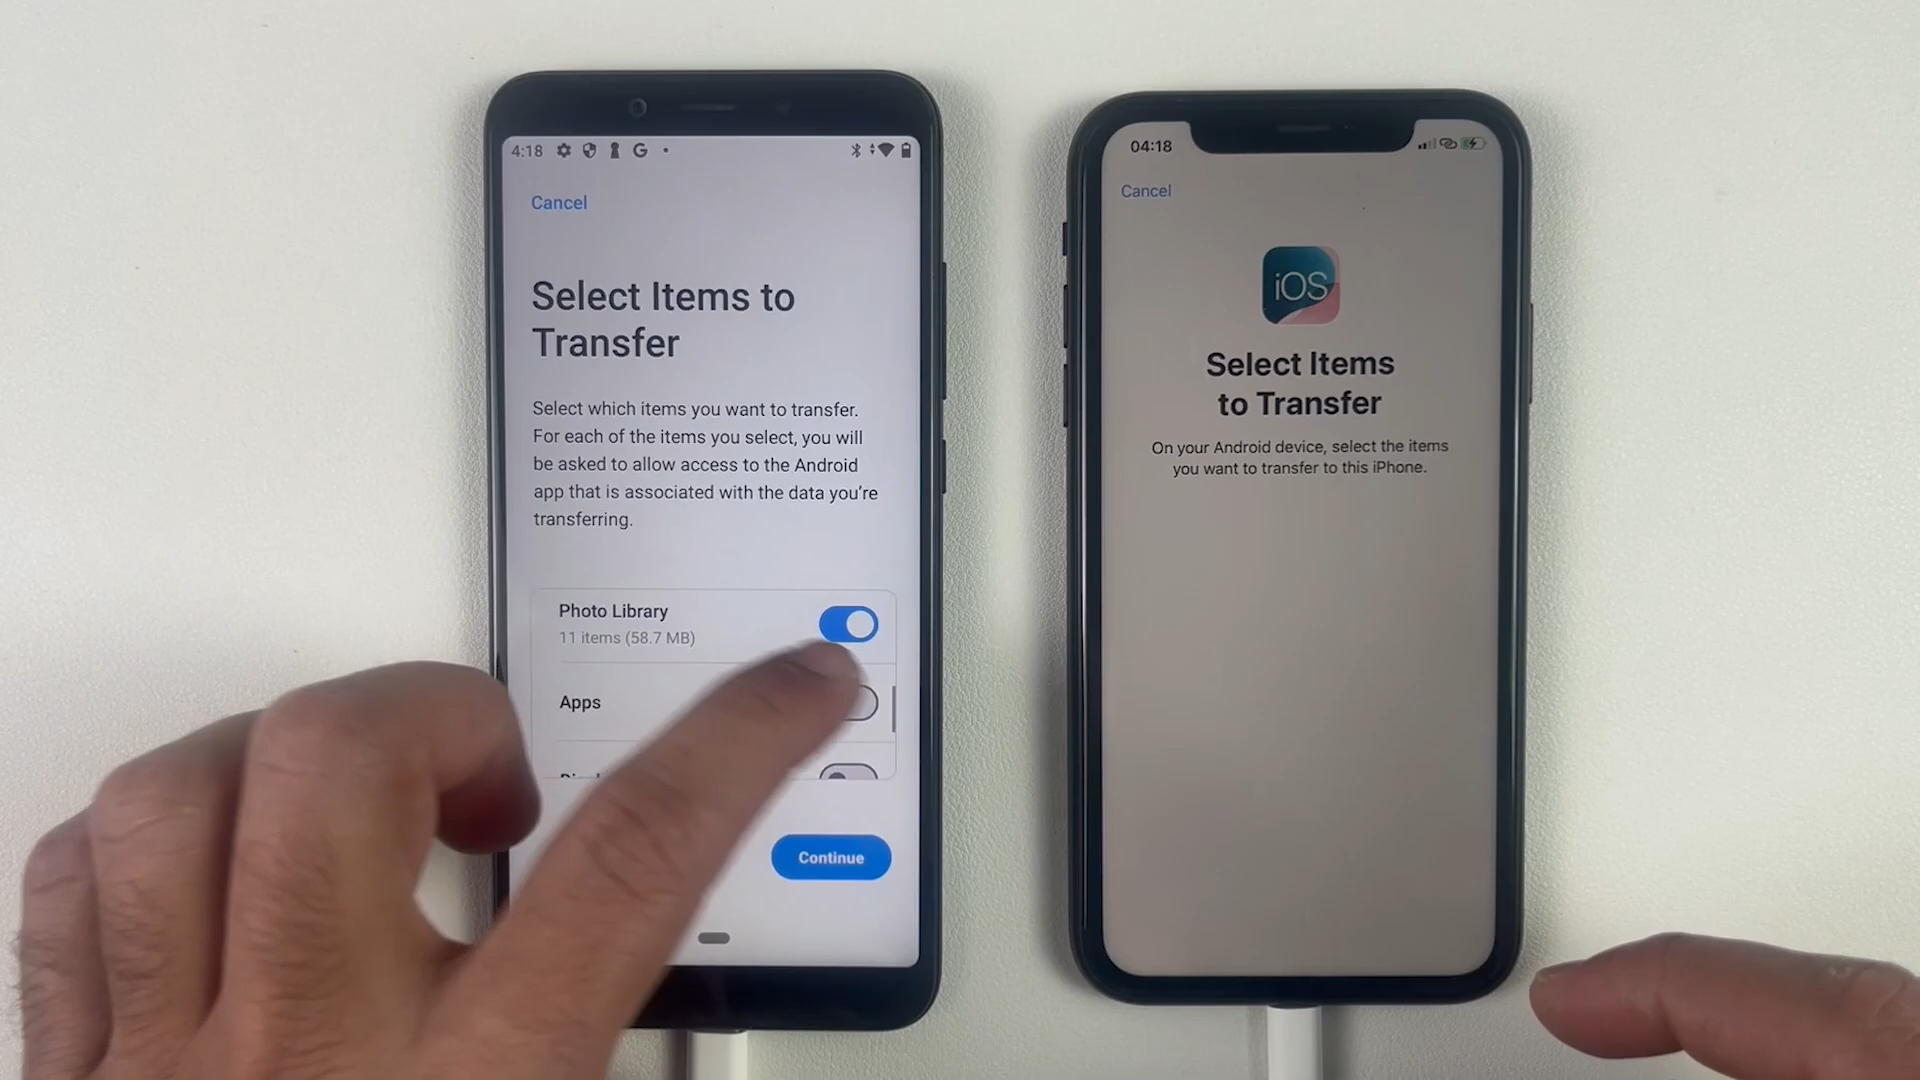 4:18
Cancel
Select Items to
Transfer
Select which items you want to transfer.
For each of the items you select, you will
be asked to allow access to the Android
app that is associated with the data you're
transferring.
Photo Library
11 items (58.7 MB)
Apps
Continue
04:18
Cancel
iOS
Select Items
to Transfer
On your Android device, select the items
you want to transfer to this iPhone.